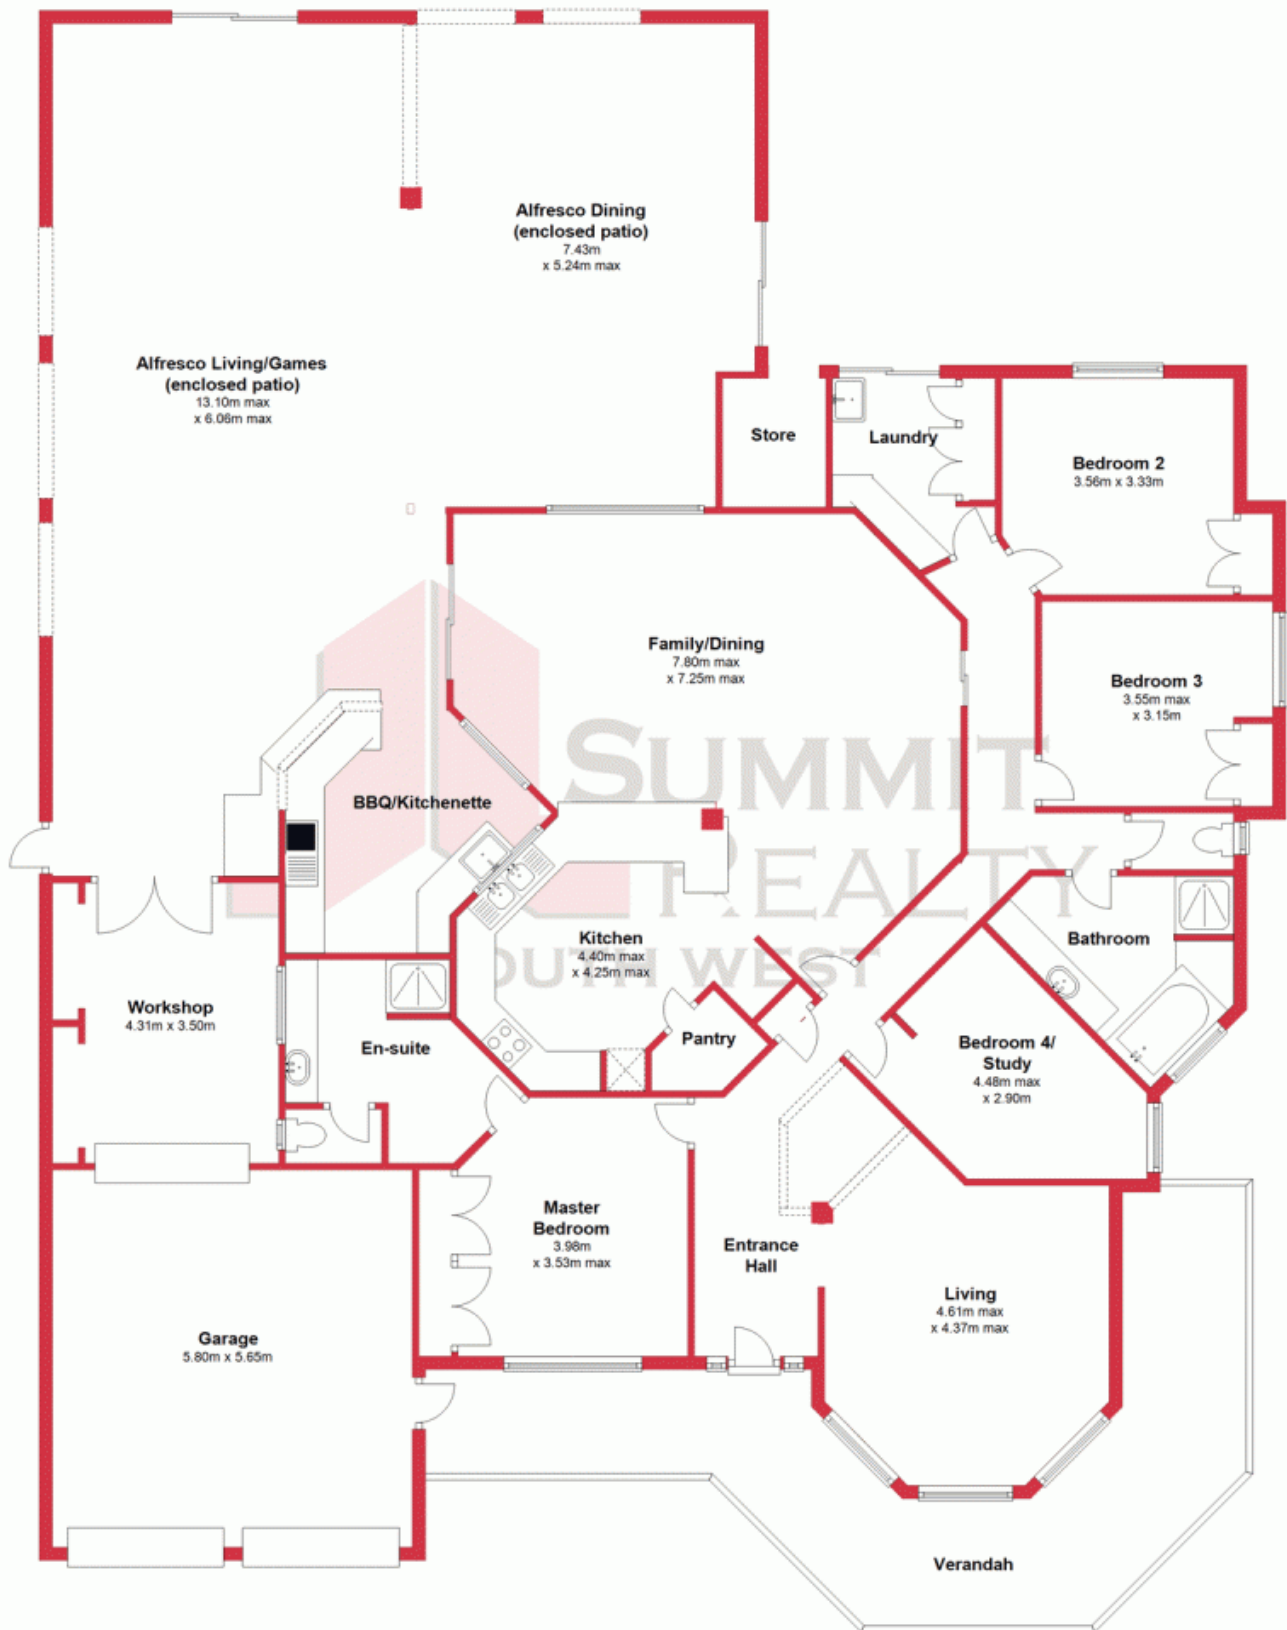 Alfresco Dining
(enclosed patio)
7.43m
x 5.24m max
Alfresco Living/Games
(enclosed patio)
13.10m max
x 6.06m max
Store
Laundry
Bedroom 2
3.56m x 3.33m
Family/Dining
7.80m max
x 7.25m max
Bedroom 3
3.55m max
x 3.15m
SUMMIT
REALTY
SOUTH WEST
BBQ/Kitchenette
Kitchen
4.40m max
x 4.25m max
Bathroom
Workshop
4.31m x 3.50m
En-suite
Pantry
Bedroom 4/
Study
4.48m max
x 2.90m
Master
Bedroom
3.98m
x 3.53m max
Entrance
Hall
Living
4.61m max
x 4.37m max
Garage
5.80m x 5.65m
Verandah